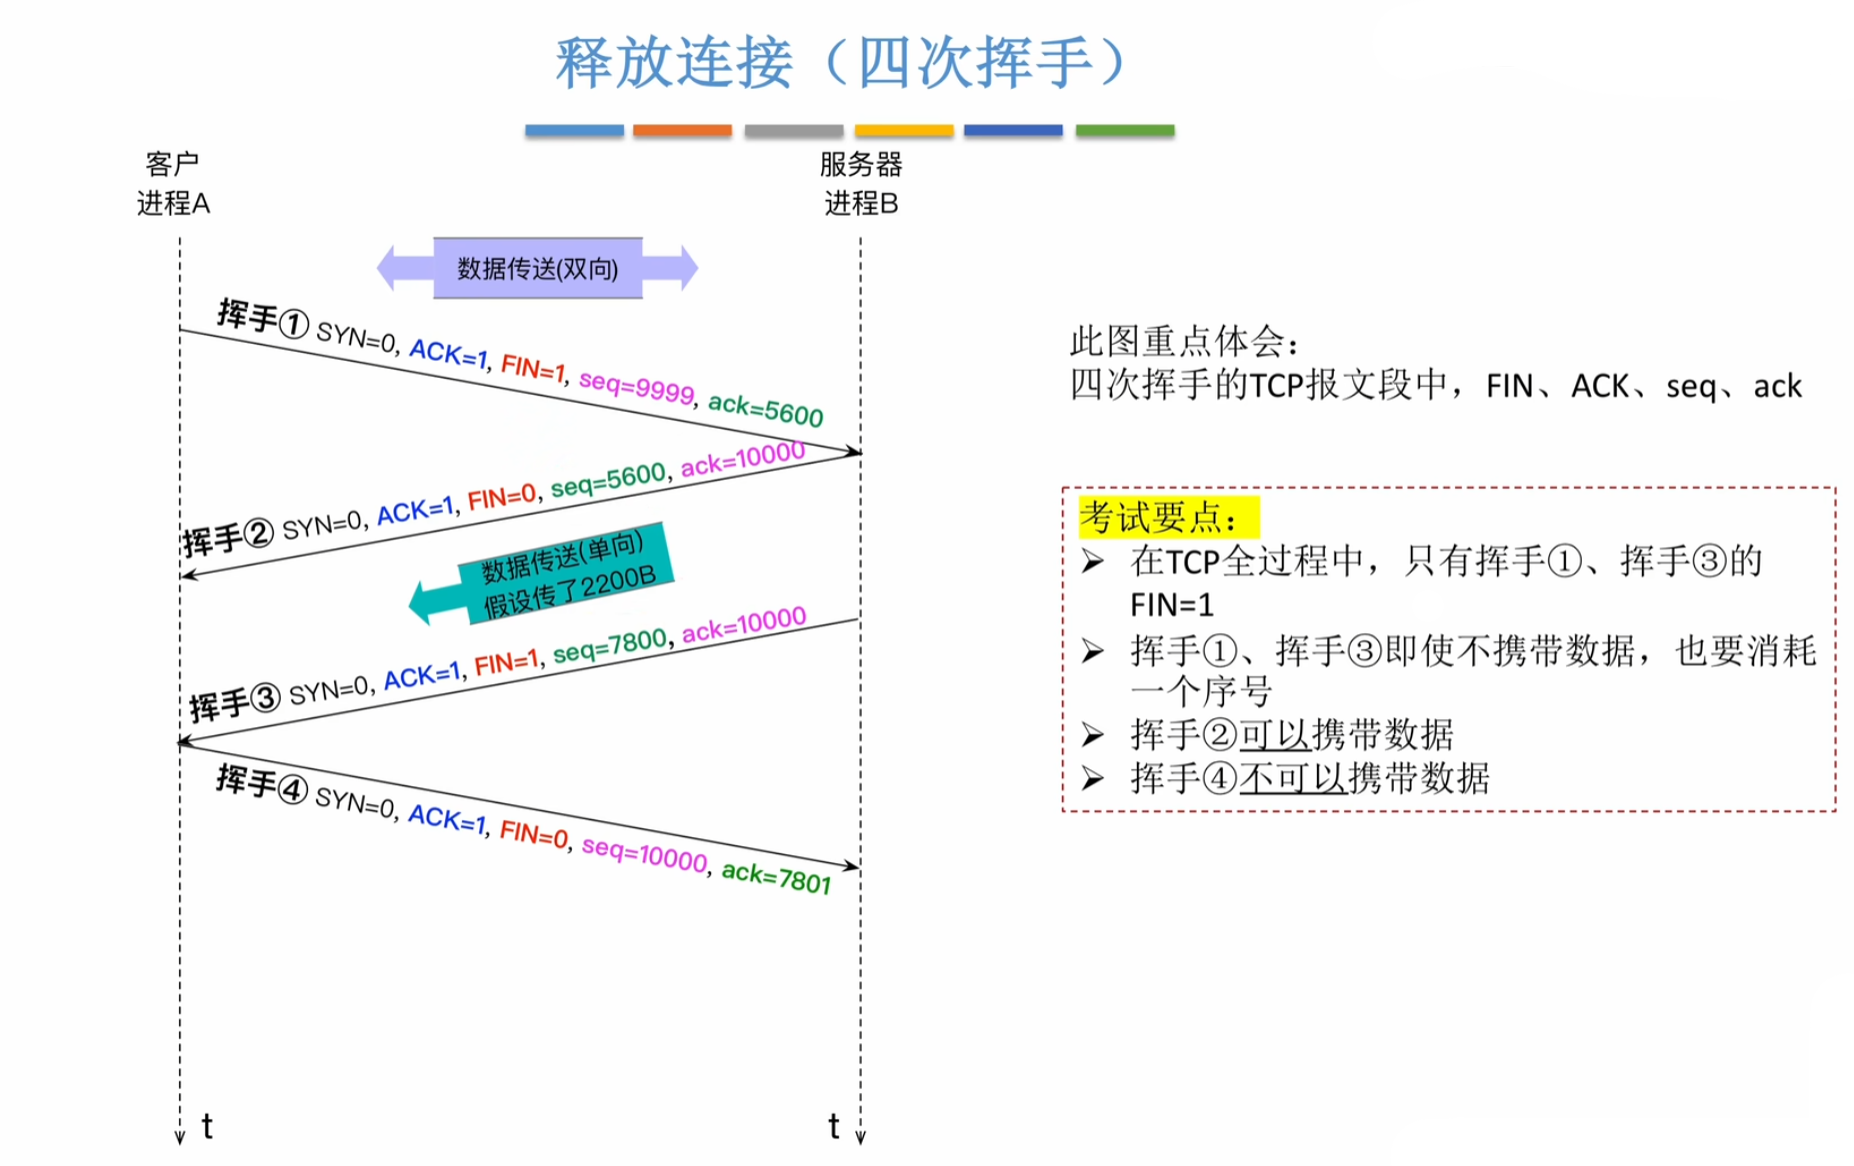 释放连接（四次挥手）
客户
进程A
服务器
进程B
数据传送(双向)
挥手① SYN=0, ACK=1, FIN=1, seq=9999, ack=5600
挥手② SYN=0, ACK=1, FIN=0, seq=5600, ack=10000
数据传送(单向)
假设传了2200B
挥手③ SYN=0, ACK=1, FIN=1, seq=7800, ack=10000
挥手④ SYN=0, ACK=1, FIN=0, seq=10000, ack=7801
t
t
此图重点体会：
四次挥手的TCP报文段中，FIN、ACK、seq、ack
考试要点：
➢ 在TCP全过程中，只有挥手①、挥手③的
FIN=1
➢ 挥手①、挥手③即使不携带数据，也要消耗
一个序号
➢ 挥手②可以携带数据
➢ 挥手④不可以携带数据